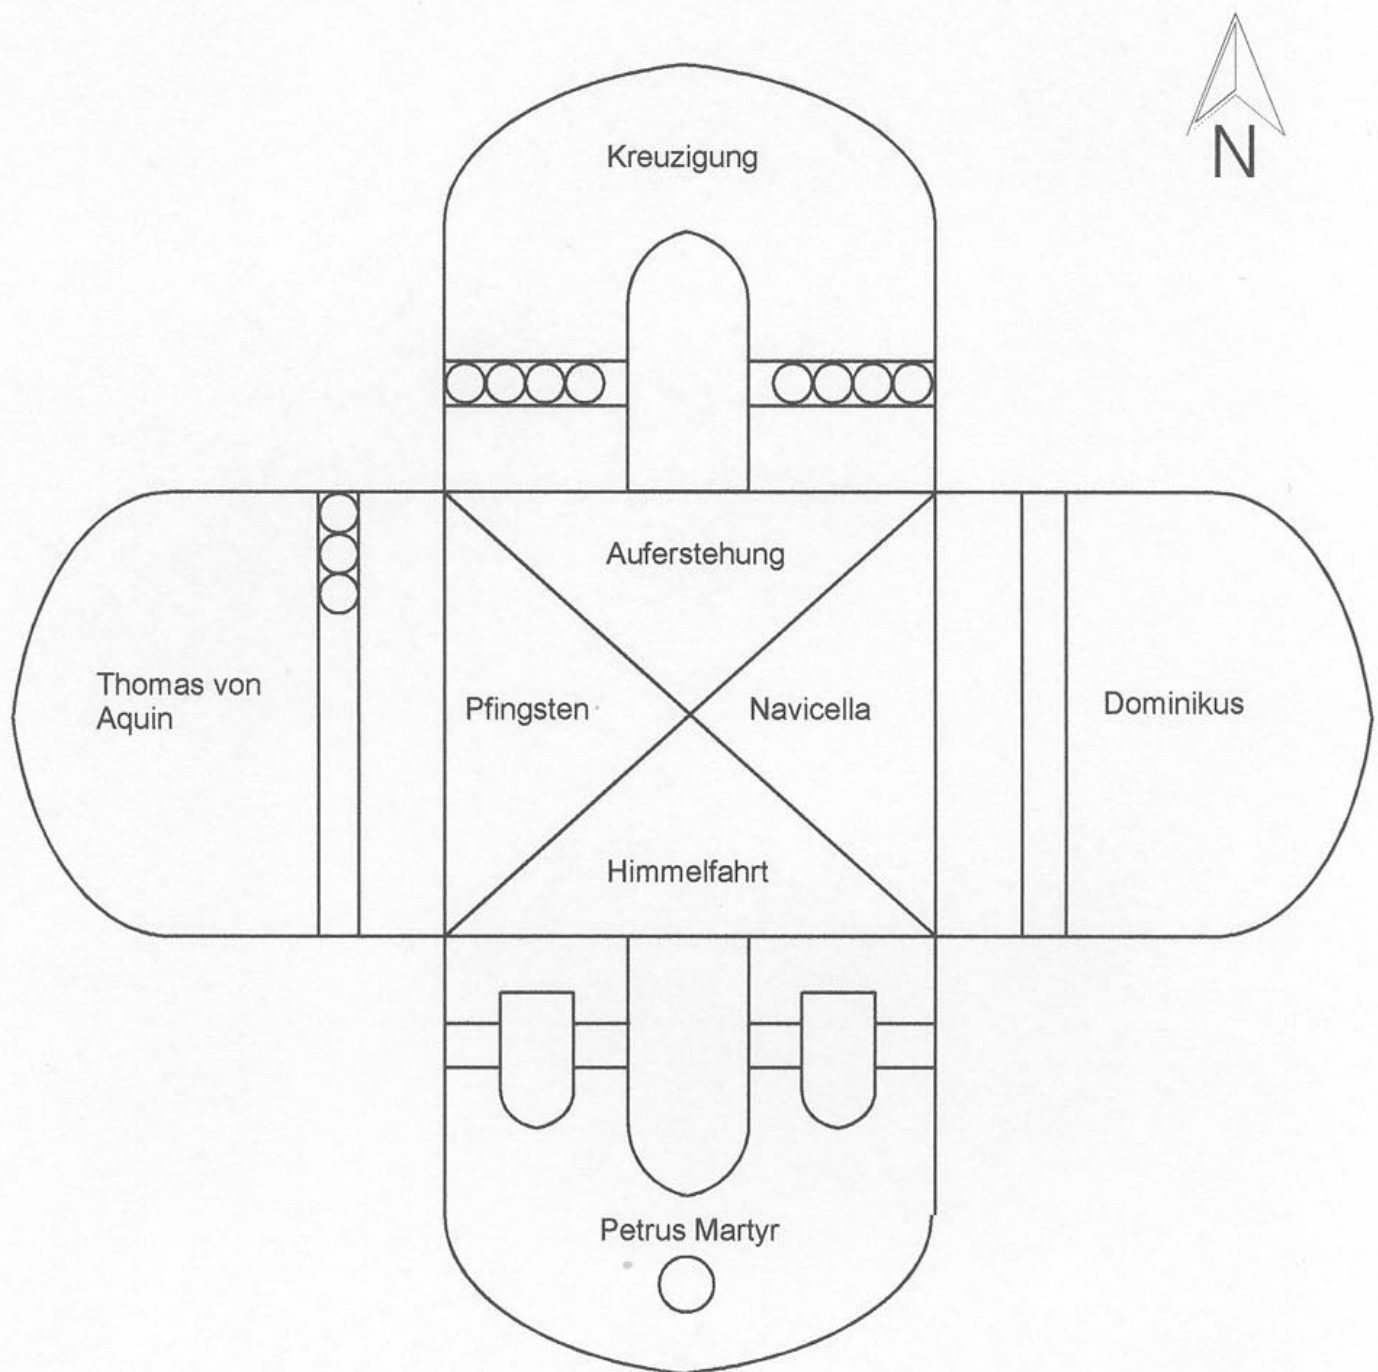 N
Kreuzigung
Auferstehung
Thomas von
Aquin
Pfingsten
Navicella
Dominikus
Himmelfahrt
Petrus Martyr